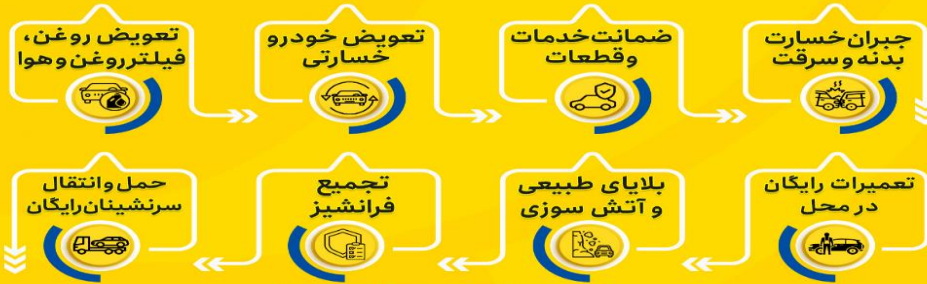 جبران خسارت
بدنه و سرقت
ضمانت خدمات
و قطعات
تعویض خودرو
خسارتی
تعویض روغن،
فیلتر روغن و هوا
تعمیرات رایگان
در محل
بلایای طبیعی
و آتش سوزی
تجمیع
فرانشیز
حمل و انتقال
سرنشینان رایگان